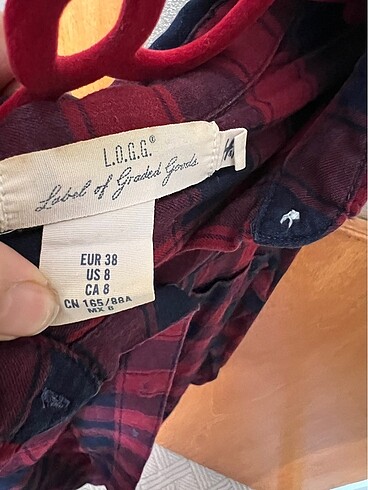 L.O.G.G.®
Label of Graded Goods
EUR 38
US 8
CA 8
CN 165/88A
MX 8